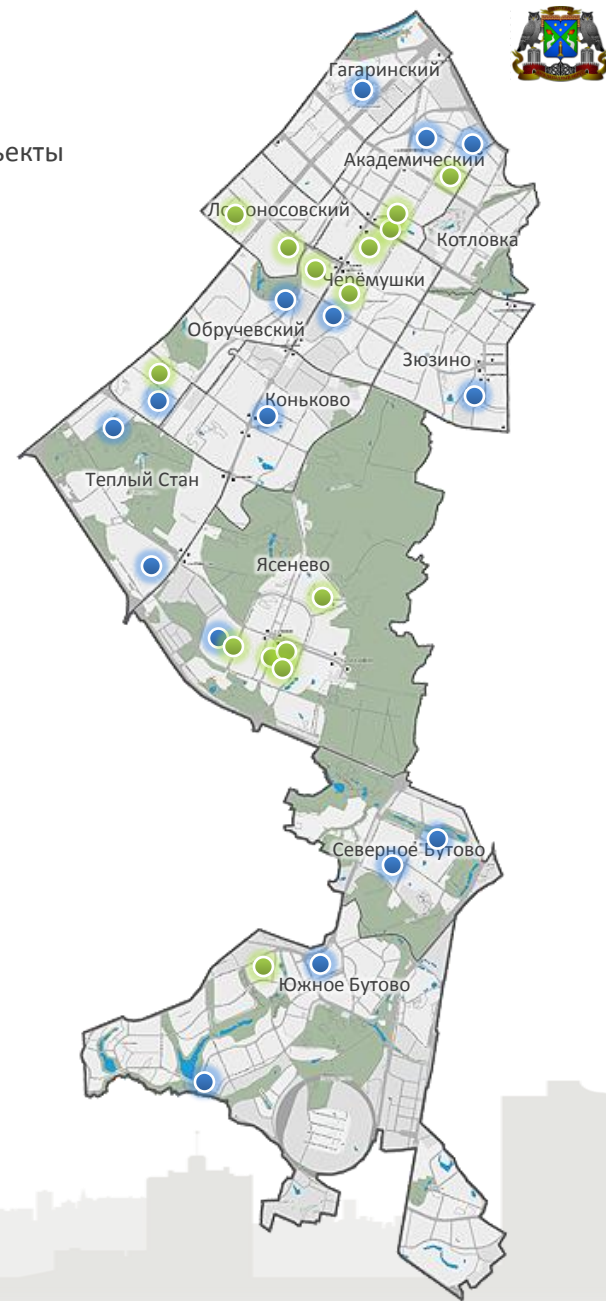 Гагаринский
ъекты
Академический
Ломоносовский
Котловка
Черёмушки
Обручевский
Зюзино
Коньково
Теплый Стан
Ясенево
Северное Бутово
Южное Бутово